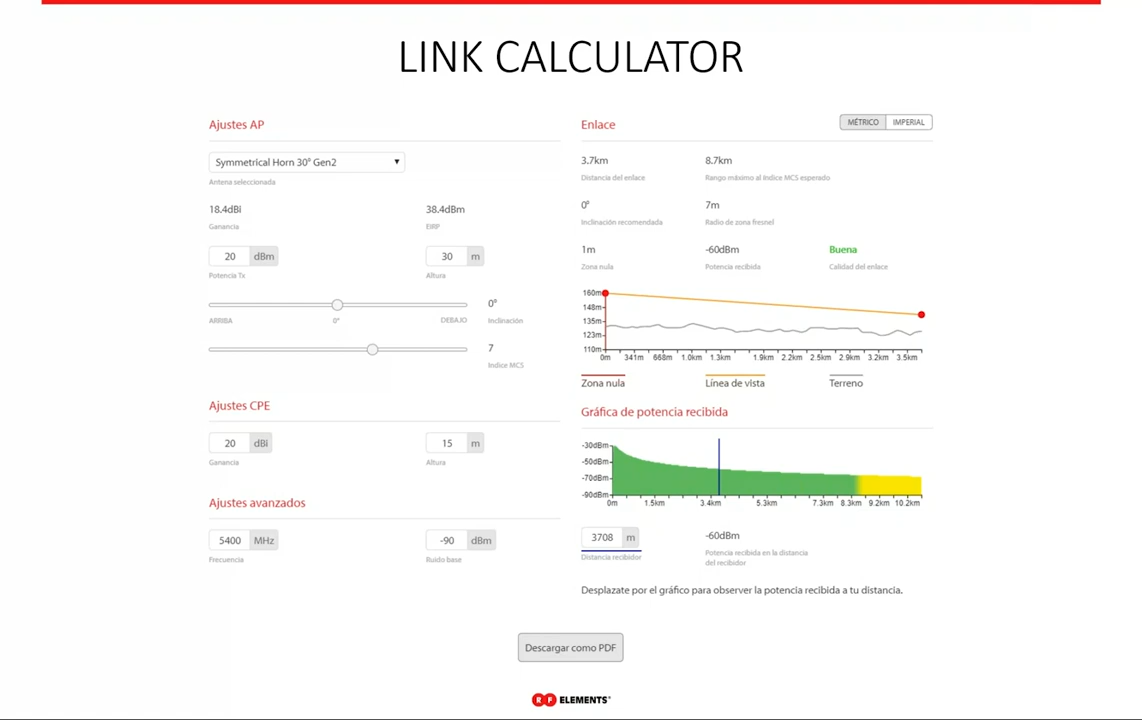 LINK CALCULATOR
Ajustes AP
Symmetrical Horn 30° Gen2
Antena seleccionada
18.4dBi
38.4dBm
Ganancia
EIRP
20 dBm
30 m
Potencia Tx
Altura
0°
ARRIBA 0° DEBAJO
Inclinación
7
Indice MCS
Ajustes CPE
20 dBi
15 m
Ganancia
Altura
Ajustes avanzados
5400 MHz
-90 dBm
Frecuencia
Ruido base
Enlace
MÉTRICO IMPERIAL
3.7km
8.7km
Distancia del enlace
Rango máximo al Indice MCS esperado
0°
7m
Inclinación recomendada
Radio de zona fresnel
1m
-60dBm
Buena
Zona nula
Potencia recibida
Calidad del enlace
160m
148m
135m
123m
110m
0m 341m 668m 1.0km 1.3km 1.9km 2.2km 2.5km 2.9km 3.2km 3.5km
Zona nula
Línea de vista
Terreno
Gráfica de potencia recibida
-30dBm
-50dBm
-70dBm
-90dBm
0m 1.5km 3.4km 5.3km 7.3km 8.3km 9.2km 10.2km
3708 m
-60dBm
Distancia recibidor
Potencia recibida en la distancia
del recibidor
Desplazate por el gráfico para observar la potencia recibida a tu distancia.
Descargar como PDF
RF ELEMENTS